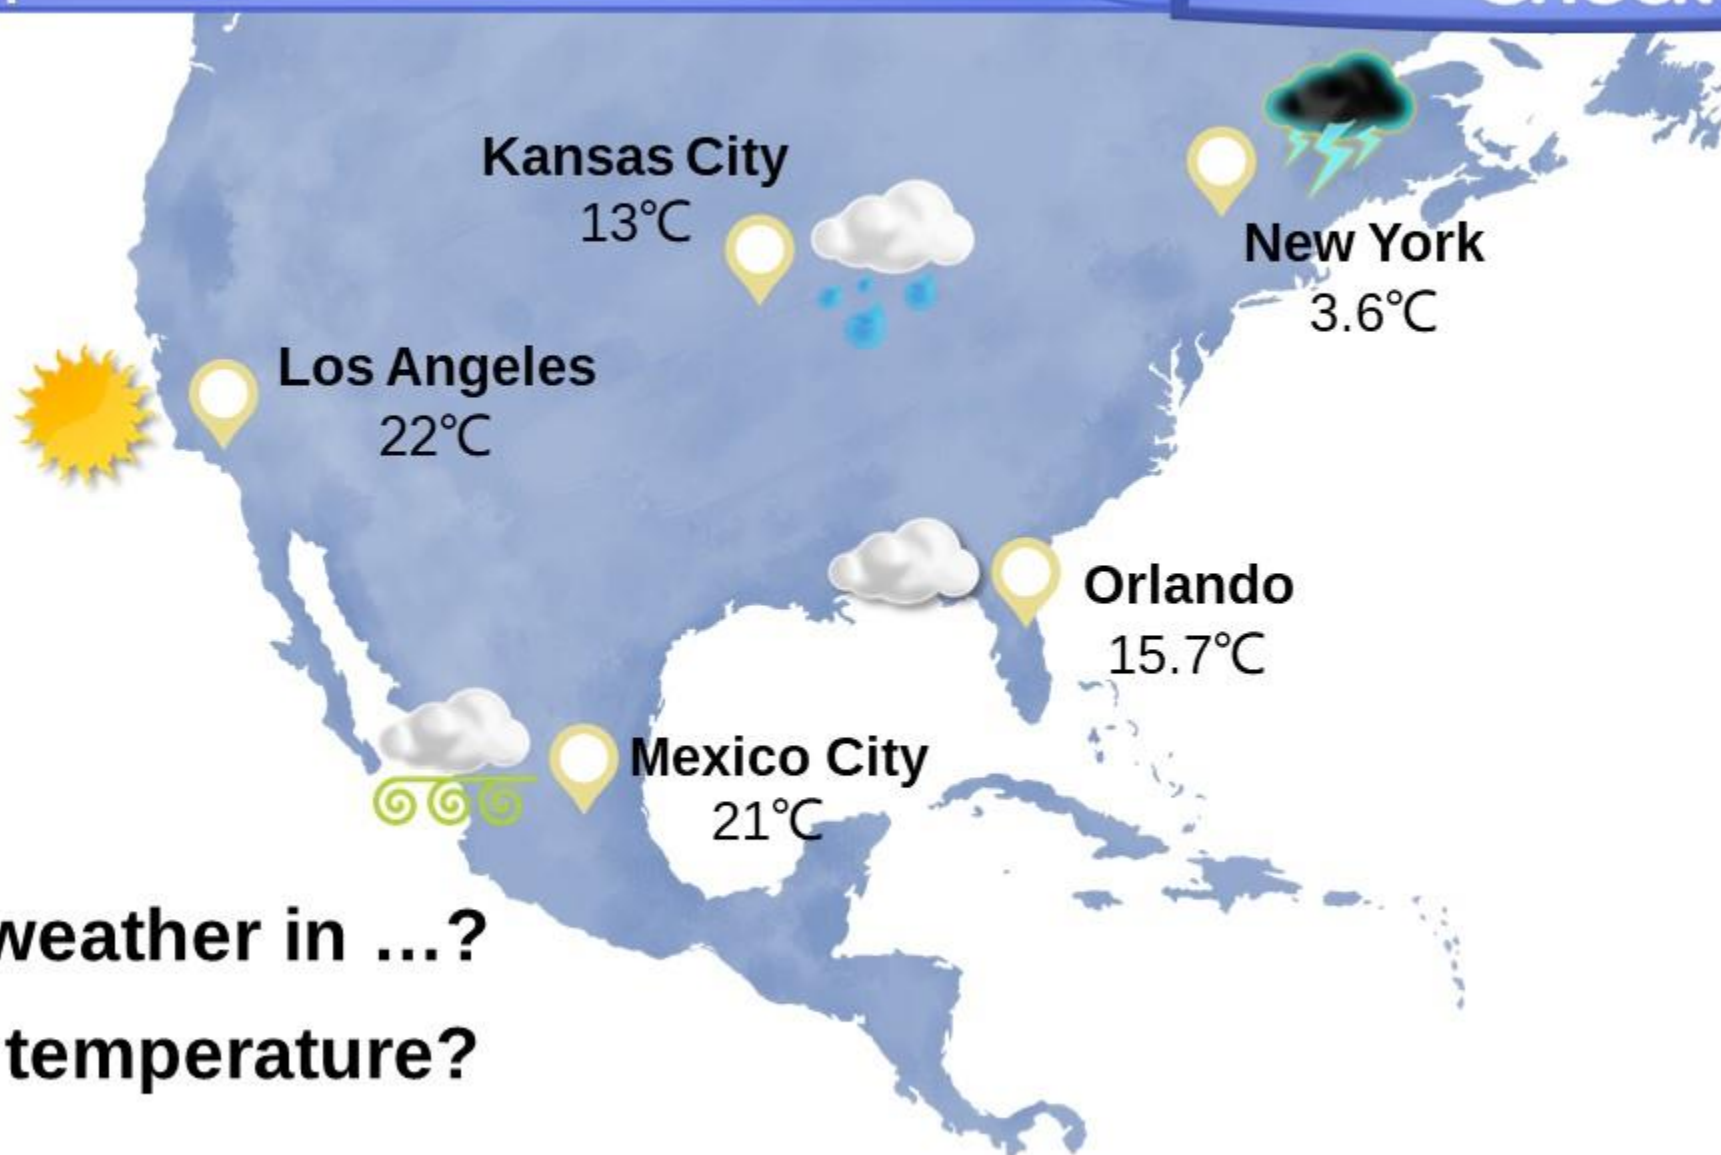 Kansas City
13℃
New York
3.6℃
Los Angeles
22℃
Orlando
15.7℃
Mexico City
21℃
weather in ...?
temperature?